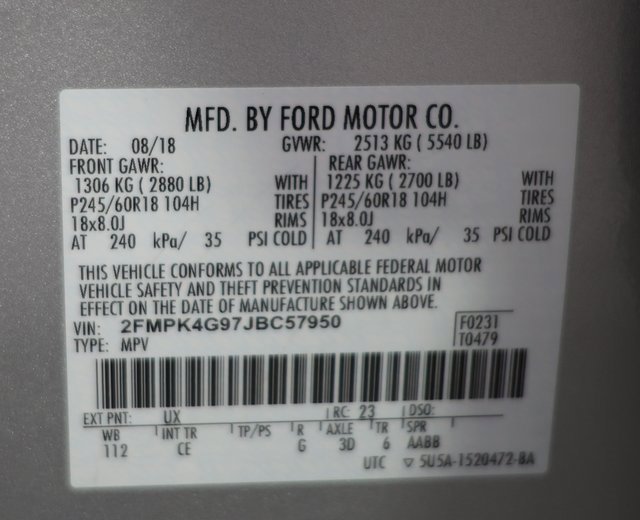 MFD. BY FORD MOTOR CO.
DATE: 08/18 GVWR: 2513 KG ( 5540 LB)
FRONT GAWR: REAR GAWR:
1306 KG ( 2880 LB) WITH 1225 KG ( 2700 LB) WITH
P245/60R18 104H TIRES P245/60R18 104H TIRES
18x8.0J RIMS 18x8.0J RIMS
AT 240 kPa/ 35 PSI COLD AT 240 kPa/ 35 PSI COLD
THIS VEHICLE CONFORMS TO ALL APPLICABLE FEDERAL MOTOR
VEHICLE SAFETY AND THEFT PREVENTION STANDARDS IN
EFFECT ON THE DATE OF MANUFACTURE SHOWN ABOVE.
VIN: 2FMPK4G97JBC57950 F0231
TYPE: MPV T0479
EXT PNT: UX RC: 23 DSO:
WB INT TR TP/PS R AXLE TR SPR
112 CE G 3D 6 AABB
UTC ▽ 5U5A-1520472-BA